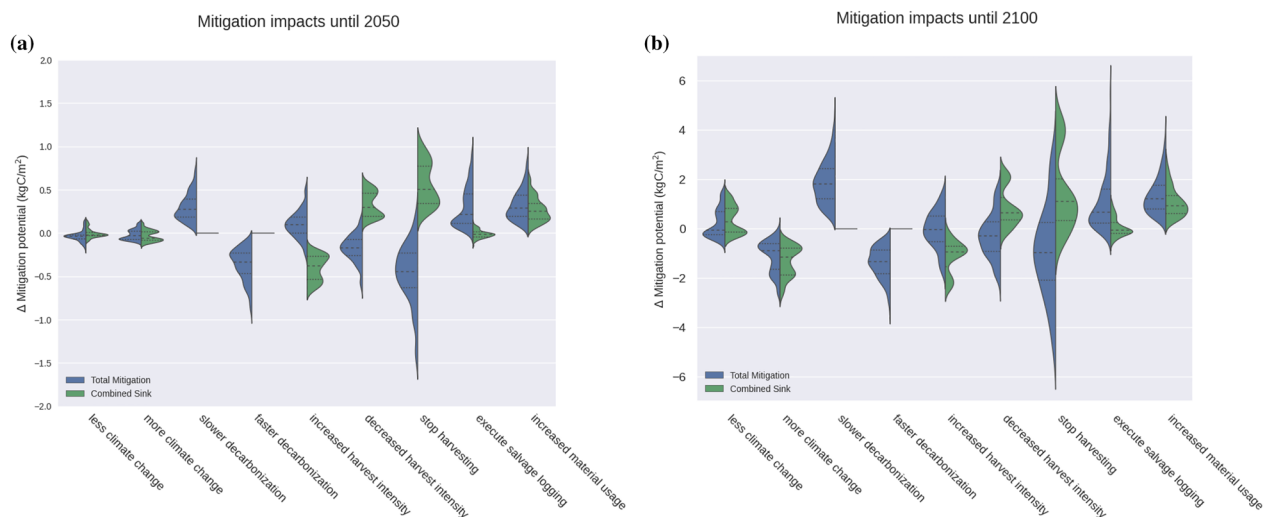 Mitigation impacts until 2050
(a)
Δ Mitigation potential (kgC/m²)
2.0
1.5
1.0
0.5
0.0
−0.5
−1.0
−1.5
−2.0
Total Mitigation
Combined Sink
less climate change
more climate change
slower decarbonization
faster decarbonization
increased harvest intensity
decreased harvest intensity
stop harvesting
execute salvage logging
increased material usage
Mitigation impacts until 2100
(b)
Δ Mitigation potential (kgC/m²)
6
4
2
0
−2
−4
−6
Total Mitigation
Combined Sink
less climate change
more climate change
slower decarbonization
faster decarbonization
increased harvest intensity
decreased harvest intensity
stop harvesting
execute salvage logging
increased material usage